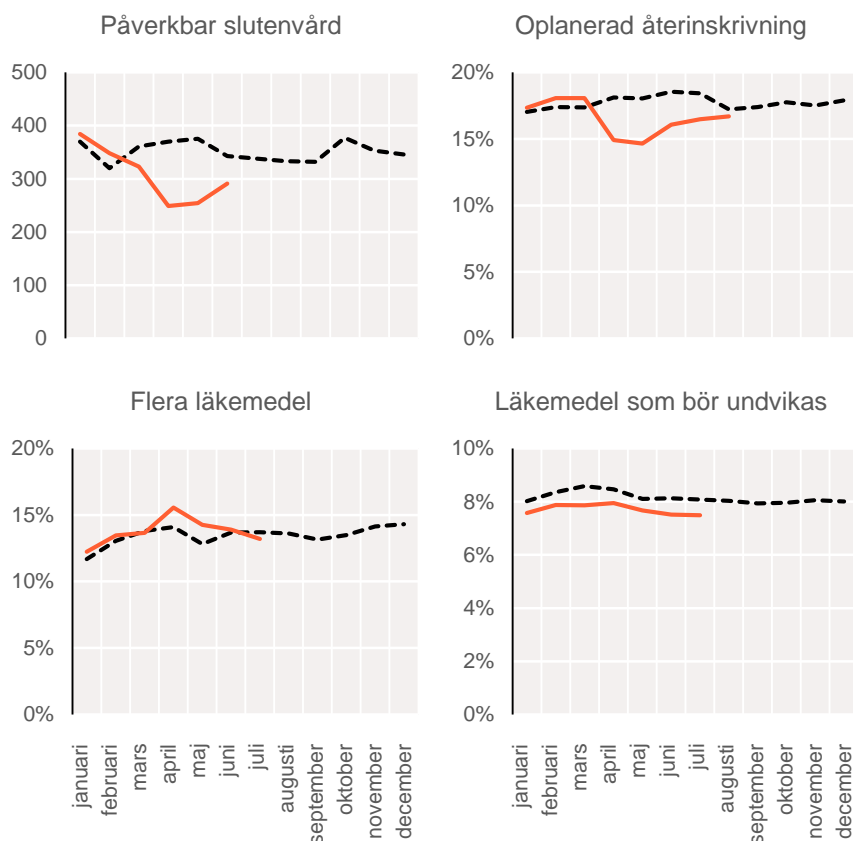 Påverkbar slutenvård
500
400
300
200
100
0
Oplanerad återinskrivning
20%
15%
10%
5%
0%
Flera läkemedel
20%
15%
10%
5%
0%
januari
februari
mars
april
maj
juni
juli
augusti
september
oktober
november
december
Läkemedel som bör undvikas
10%
8%
6%
4%
2%
0%
januari
februari
mars
april
maj
juni
juli
augusti
september
oktober
november
december